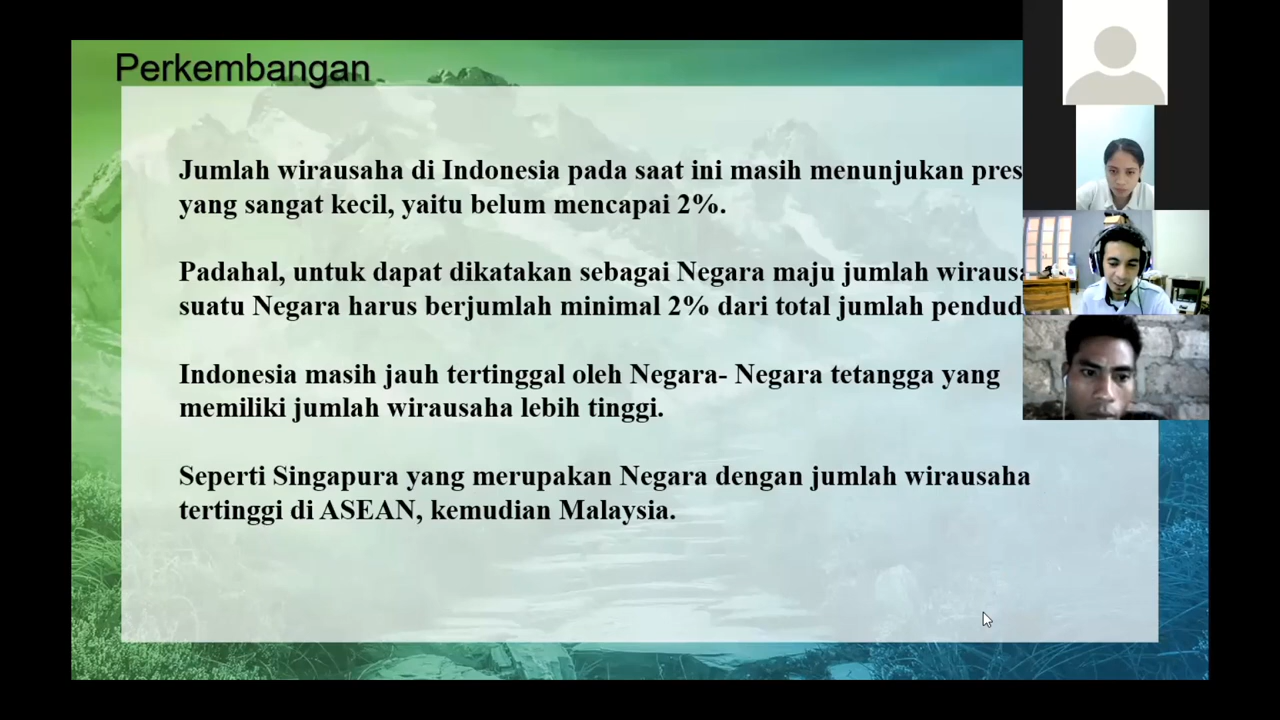 Perkembangan
Jumlah wirausaha di Indonesia pada saat ini masih menunjukan
yang sangat kecil, yaitu belum mencapai 2%.
Padahal, untuk dapat dikatakan sebagai Negara maju jumlah
suatu Negara harus berjumlah minimal 2% dari total jumlah
Indonesia masih jauh tertinggal oleh Negara- Negara tetangga yang
memiliki jumlah wirausaha lebih tinggi.
Seperti Singapura yang merupakan Negara dengan jumlah wirausaha
tertinggi di ASEAN, kemudian Malaysia.